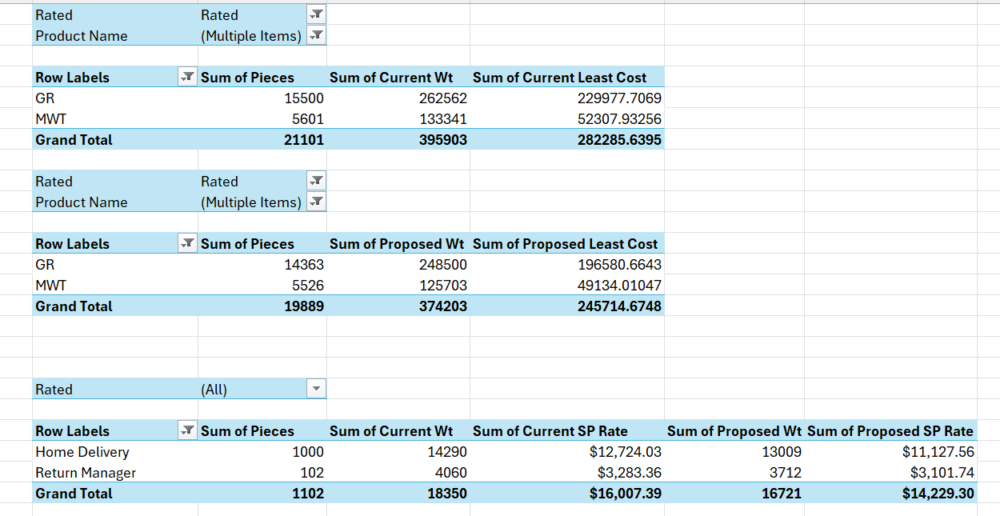 Rated Rated
Product Name (Multiple Items)
Row Labels Sum of Pieces Sum of Current Wt Sum of Current Least Cost
GR 15500 262562 229977.7069
MWT 5601 133341 52307.93256
Grand Total 21101 395903 282285.6395
Rated Rated
Product Name (Multiple Items)
Row Labels Sum of Pieces Sum of Proposed Wt Sum of Proposed Least Cost
GR 14363 248500 196580.6643
MWT 5526 125703 49134.01047
Grand Total 19889 374203 245714.6748
Rated (All)
Row Labels Sum of Pieces Sum of Current Wt Sum of Current SP Rate Sum of Proposed Wt Sum of Proposed SP Rate
Home Delivery 1000 14290 $12,724.03 13009 $11,127.56
Return Manager 102 4060 $3,283.36 3712 $3,101.74
Grand Total 1102 18350 $16,007.39 16721 $14,229.30